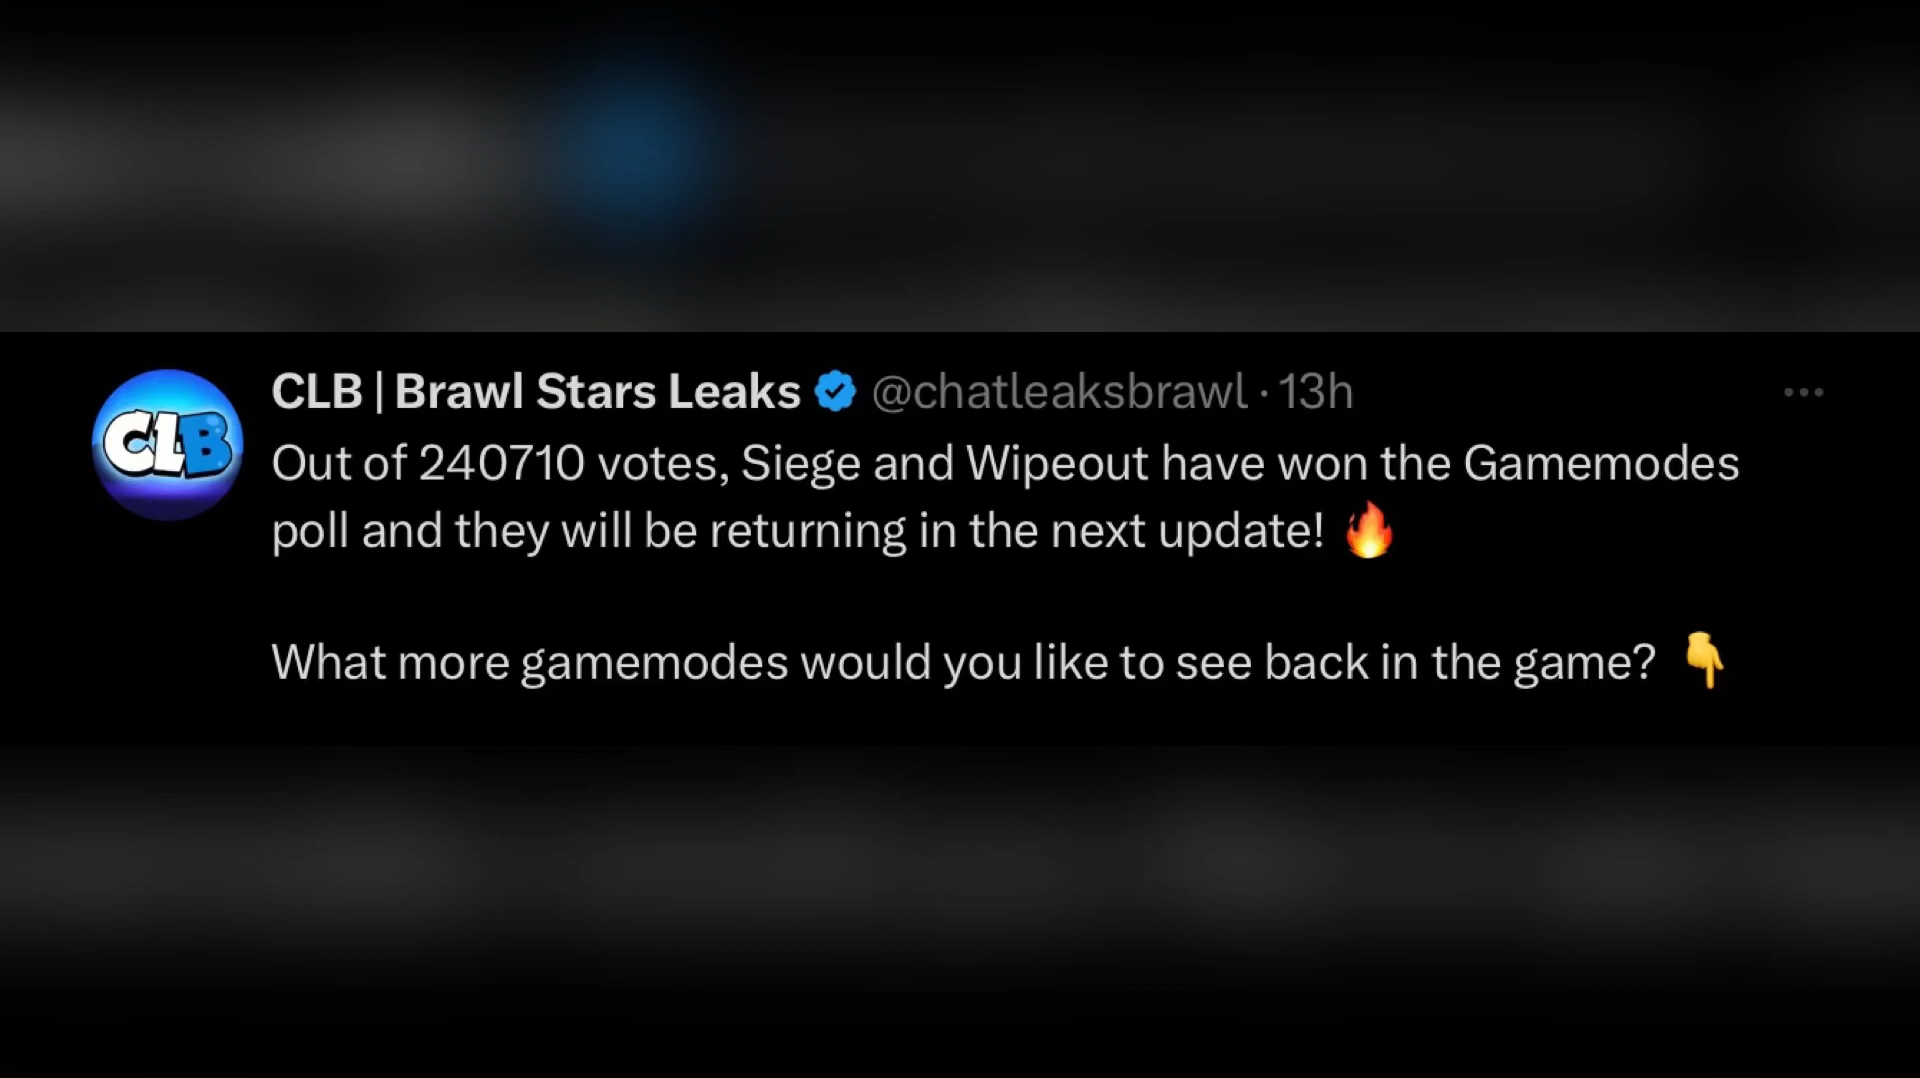 CLB
CLB | Brawl Stars Leaks @chatleaksbrawl · 13h
Out of 240710 votes, Siege and Wipeout have won the Gamemodes
poll and they will be returning in the next update! 🔥
What more gamemodes would you like to see back in the game? 👇